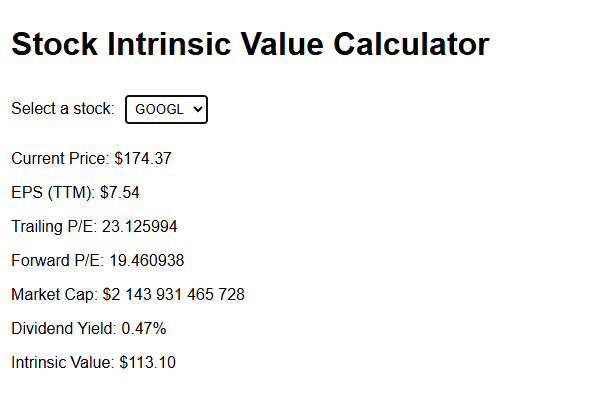 Stock Intrinsic Value Calculator
Select a stock: GOOGL
Current Price: $174.37
EPS (TTM): $7.54
Trailing P/E: 23.125994
Forward P/E: 19.460938
Market Cap: $2 143 931 465 728
Dividend Yield: 0.47%
Intrinsic Value: $113.10